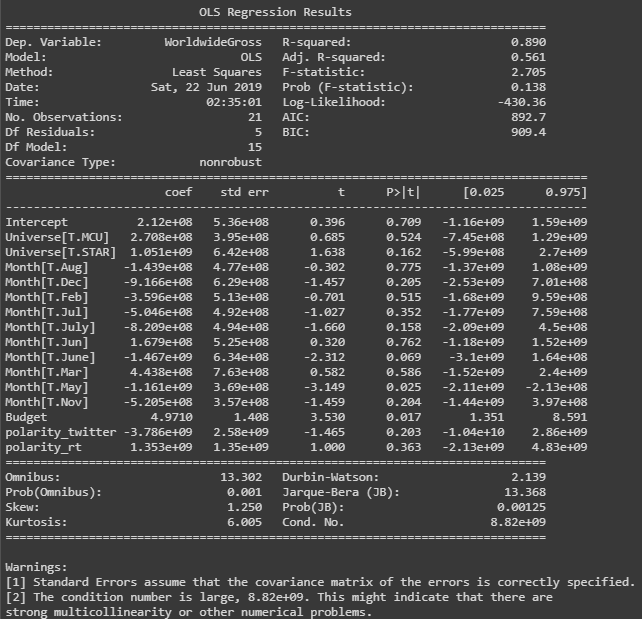 OLS Regression Results
==============================================================================
Dep. Variable:         WorldwideGross   R-squared:                       0.890
Model:                            OLS   Adj. R-squared:                  0.561
Method:                 Least Squares   F-statistic:                     2.705
Date:                Sat, 22 Jun 2019   Prob (F-statistic):              0.138
Time:                        02:35:01   Log-Likelihood:                -430.36
No. Observations:                  21   AIC:                             892.7
Df Residuals:                       5   BIC:                             909.4
Df Model:                          15
Covariance Type:            nonrobust
====================================================================================
                       coef    std err          t      P>|t|      [0.025      0.975]
------------------------------------------------------------------------------------
Intercept          2.12e+08   5.36e+08      0.396      0.709   -1.16e+09    1.59e+09
Universe[T.MCU]   2.708e+08   3.95e+08      0.685      0.524   -7.45e+08    1.29e+09
Universe[T.STAR]  1.051e+09   6.42e+08      1.638      0.162   -5.99e+08     2.7e+09
Month[T.Aug]     -1.439e+08   4.77e+08     -0.302      0.775   -1.37e+09    1.08e+09
Month[T.Dec]     -9.166e+08   6.29e+08     -1.457      0.205   -2.53e+09    7.01e+08
Month[T.Feb]     -3.596e+08   5.13e+08     -0.701      0.515   -1.68e+09    9.59e+08
Month[T.Jul]     -5.046e+08   4.92e+08     -1.027      0.352   -1.77e+09    7.59e+08
Month[T.July]    -8.209e+08   4.94e+08     -1.660      0.158   -2.09e+09     4.5e+08
Month[T.Jun]      1.679e+08   5.25e+08      0.320      0.762   -1.18e+09    1.52e+09
Month[T.June]    -1.467e+09   6.34e+08     -2.312      0.069    -3.1e+09    1.64e+08
Month[T.Mar]      4.438e+08   7.63e+08      0.582      0.586   -1.52e+09     2.4e+09
Month[T.May]     -1.161e+09   3.69e+08     -3.149      0.025   -2.11e+09   -2.13e+08
Month[T.Nov]     -5.205e+08   3.57e+08     -1.459      0.204   -1.44e+09    3.97e+08
Budget               4.9710      1.408      3.530      0.017       1.351       8.591
polarity_twitter -3.786e+09   2.58e+09     -1.465      0.203   -1.04e+10    2.86e+09
polarity_rt       1.353e+09   1.35e+09      1.000      0.363   -2.13e+09    4.83e+09
==============================================================================
Omnibus:                       13.302   Durbin-Watson:                   2.139
Prob(Omnibus):                  0.001   Jarque-Bera (JB):               13.368
Skew:                           1.250   Prob(JB):                      0.00125
Kurtosis:                       6.005   Cond. No.                     8.82e+09
==============================================================================
Warnings:
[1] Standard Errors assume that the covariance matrix of the errors is correctly specified.
[2] The condition number is large, 8.82e+09. This might indicate that there are
strong multicollinearity or other numerical problems.